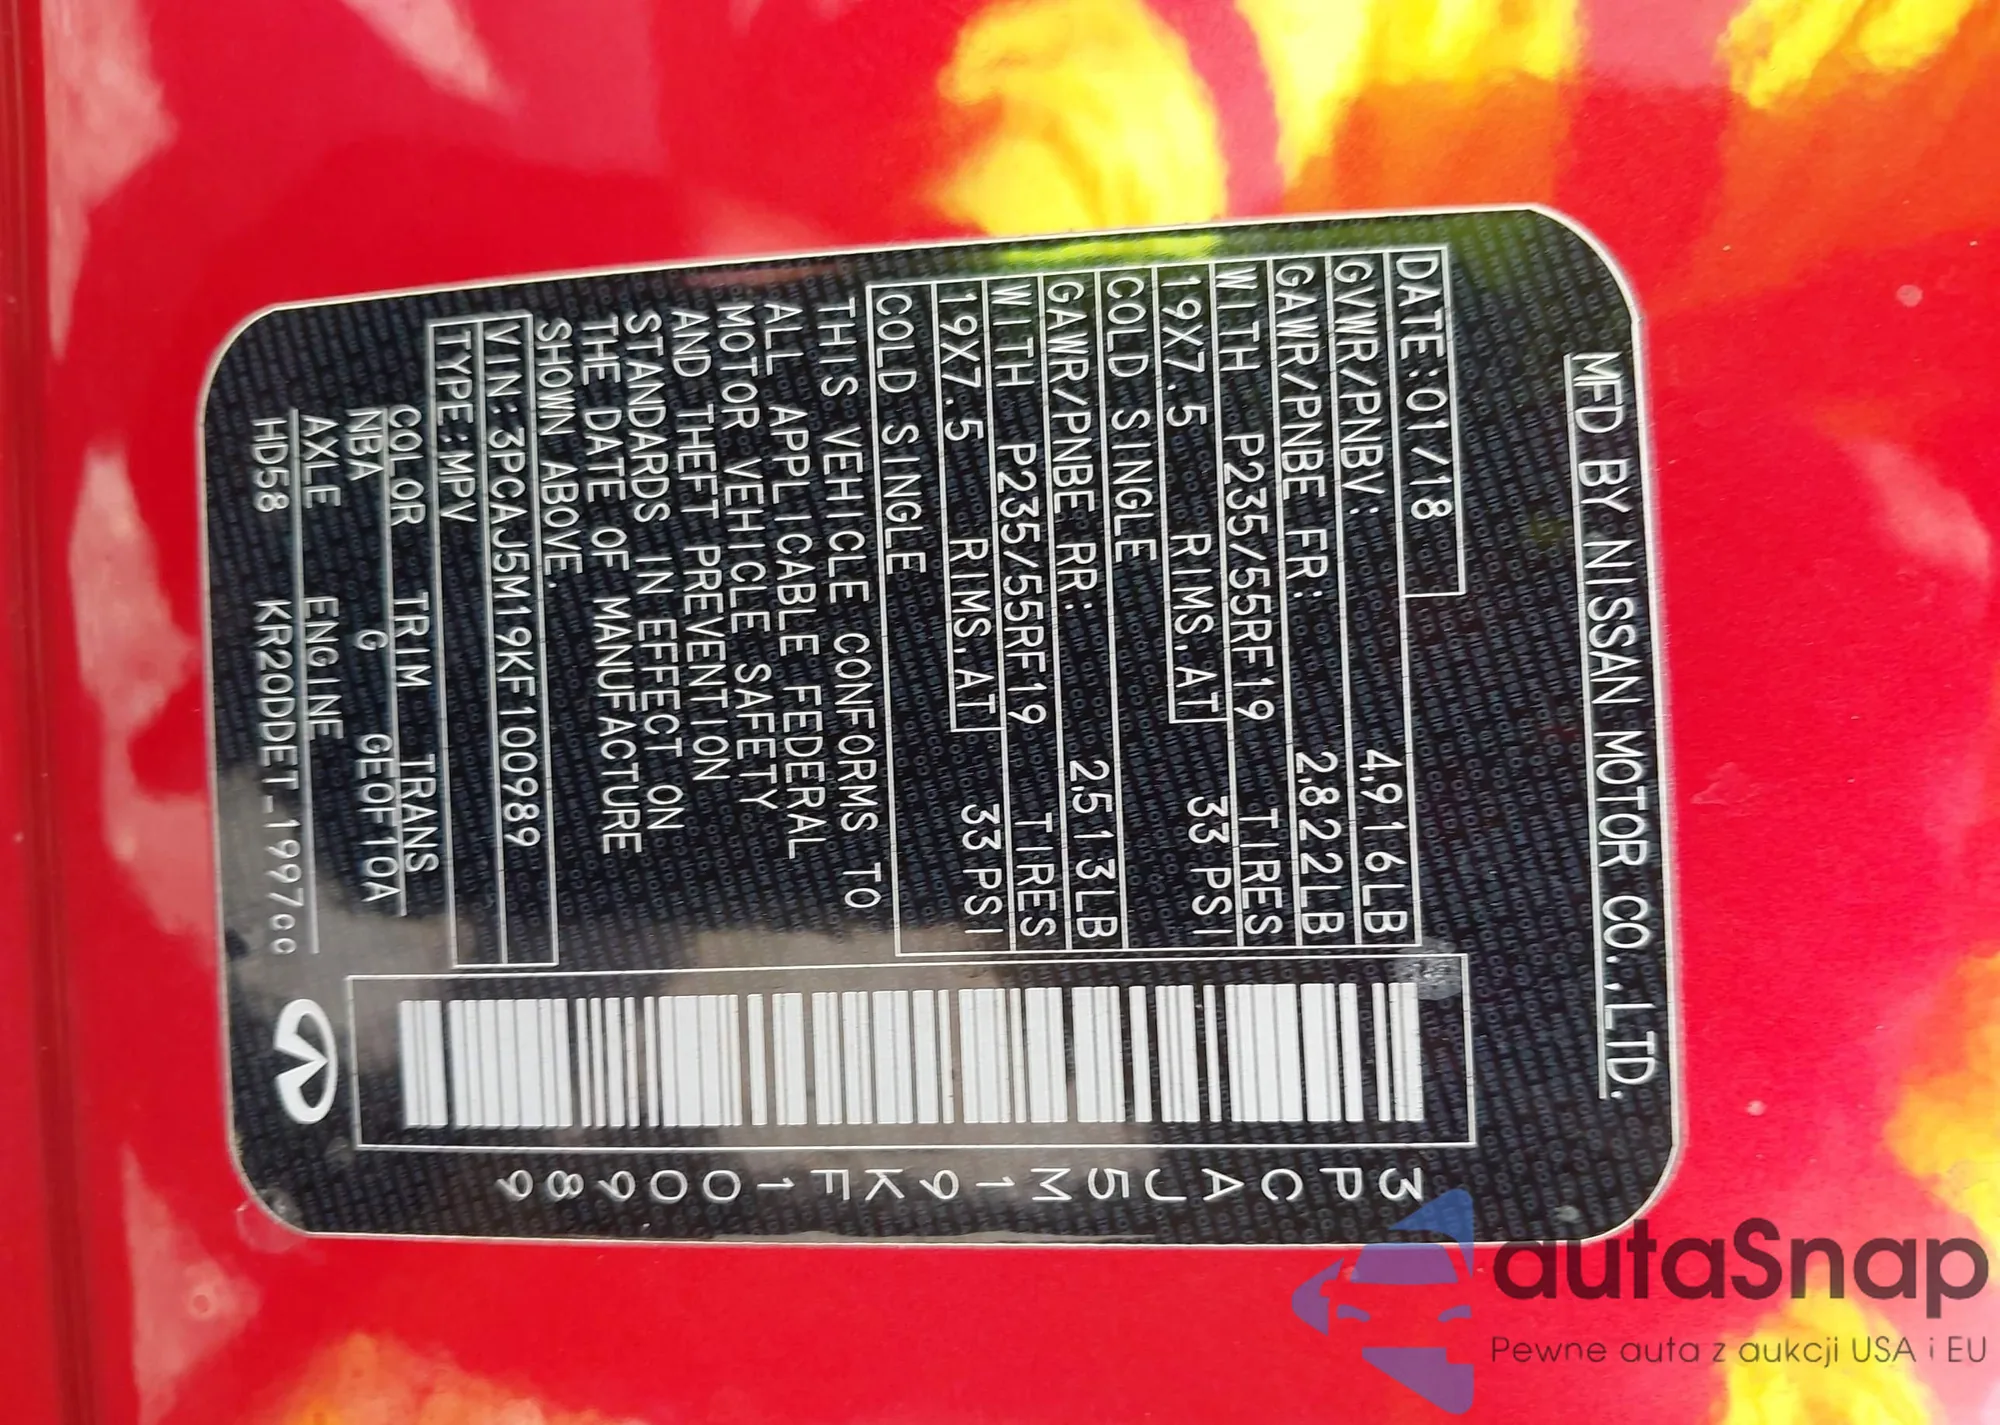 MFD BY NISSAN MOTOR CO.,LTD.
DATE:01/18
GVWR/PNBV: 4,916LB
GAWR/PNBE FR: 2,822LB
WITH P235/55RF19 TIRES
19X7.5 RIMS,AT 33 PSI
COLD SINGLE
GAWR/PNBE RR: 2,513LB
WITH P235/55RF19 TIRES
19X7.5 RIMS,AT 33 PSI
COLD SINGLE
THIS VEHICLE CONFORMS TO
ALL APPLICABLE FEDERAL
MOTOR VEHICLE SAFETY
AND THEFT PREVENTION
STANDARDS IN EFFECT ON
THE DATE OF MANUFACTURE
SHOWN ABOVE.
VIN:3PCAJ5M19KF100989
TYPE:MPV
COLOR TRIM TRANS
NBA G GEOF10A
AXLE ENGINE
HD58 KR20DDET-1997cc
3PCAJ5M19KF100989
autaSnap
Pewne auta z aukcji USA i EU